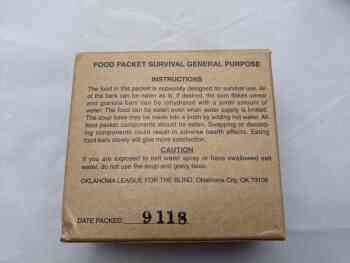 FOOD PACKET SURVIVAL GENERAL PURPOSE
INSTRUCTIONS
The food in this packet is especially designed for survival use. All
of the bars can be eaten as is. If desired, the corn flakes cereal
and granola bars can be rehydrated with a small amount of
water. The food can be eaten even when water supply is limited.
The soup base may be made into a broth by adding hot water. All
food packet components should be eaten. Swapping or discard-
ing components could result in adverse health effects. Eating
food bars slowly will give more satisfaction.
CAUTION
If you are exposed to salt water spray or have swallowed salt
water, do not use the soup and gravy base.
OKLAHOMA LEAGUE FOR THE BLIND, Oklahoma City, OK 73106
DATE PACKED: 9118